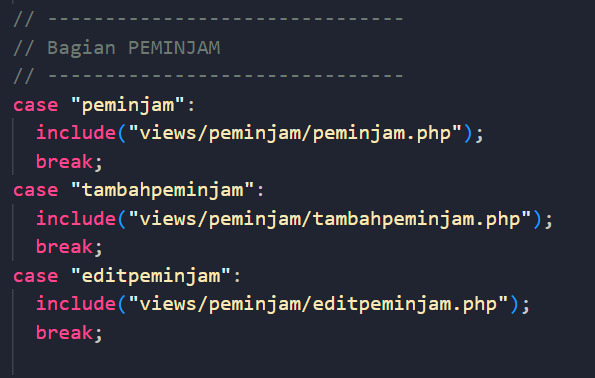 // -------------------------------
// Bagian PEMINJAM
// -------------------------------
case "peminjam":
  include("views/peminjam/peminjam.php");
  break;
case "tambahpeminjam":
  include("views/peminjam/tambahpeminjam.php");
  break;
case "editpeminjam":
  include("views/peminjam/editpeminjam.php");
  break;